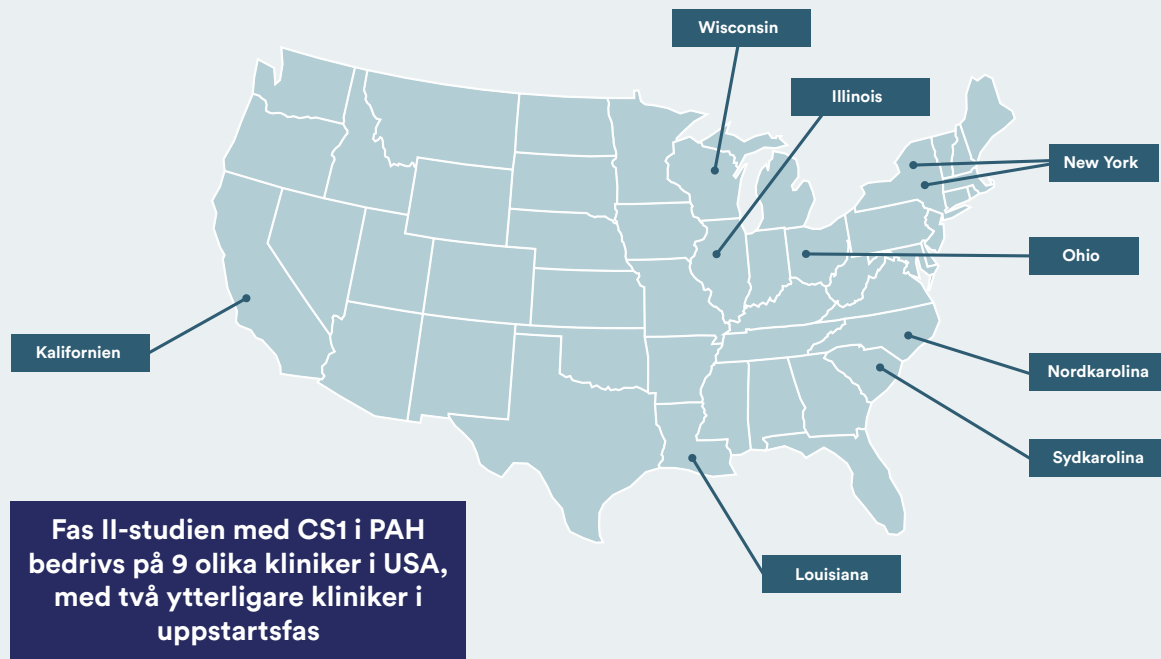 Wisconsin
Illinois
New York
Ohio
Kalifornien
Nordkarolina
Sydkarolina
Louisiana
Fas II-studien med CS1 i PAH
bedrivs på 9 olika kliniker i USA,
med två ytterligare kliniker i
uppstartsfas